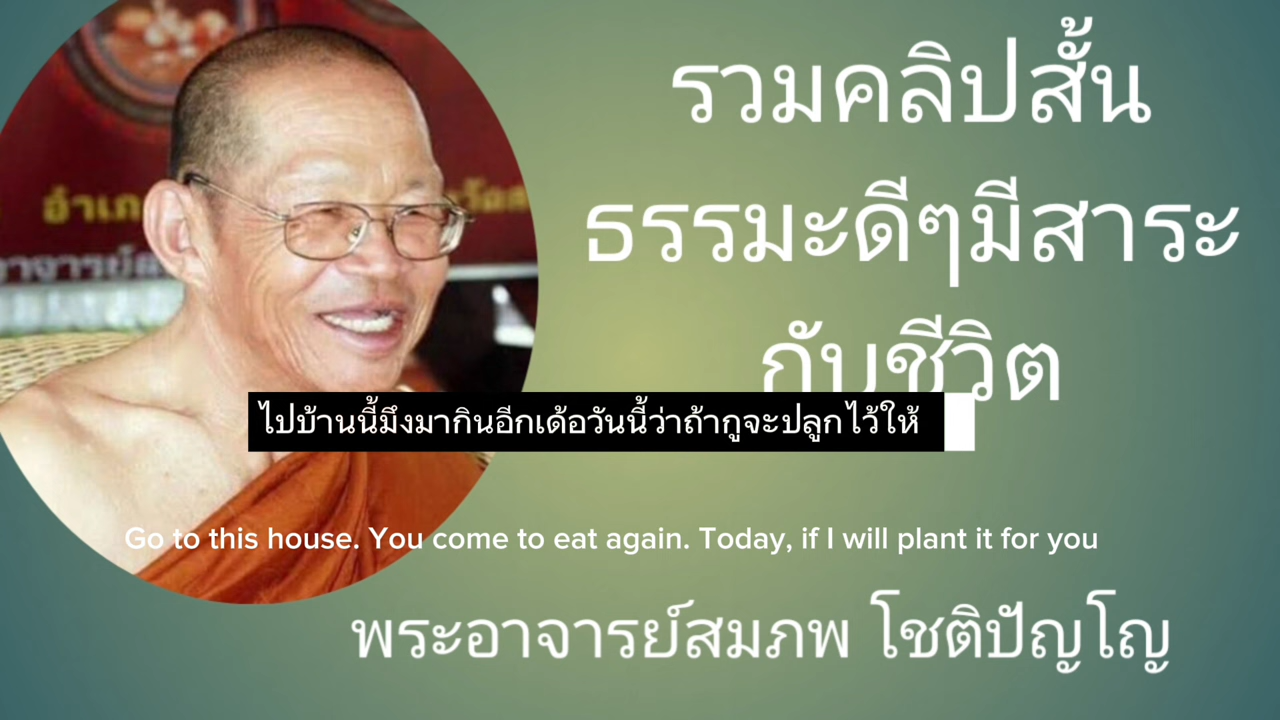 รวมคลิปสั้น
ธรรมะดีๆมีสาระ
กับชีวิต
อำเภ
ไปบ้านนี้มึงมากินอีกเด้อวันนี้ว่าถ้ากูจะปลูกไว้ให้
Go to this house. You come to eat again. Today, if I will plant it for you
พระอาจารย์สมภพ โชติปัญโญ